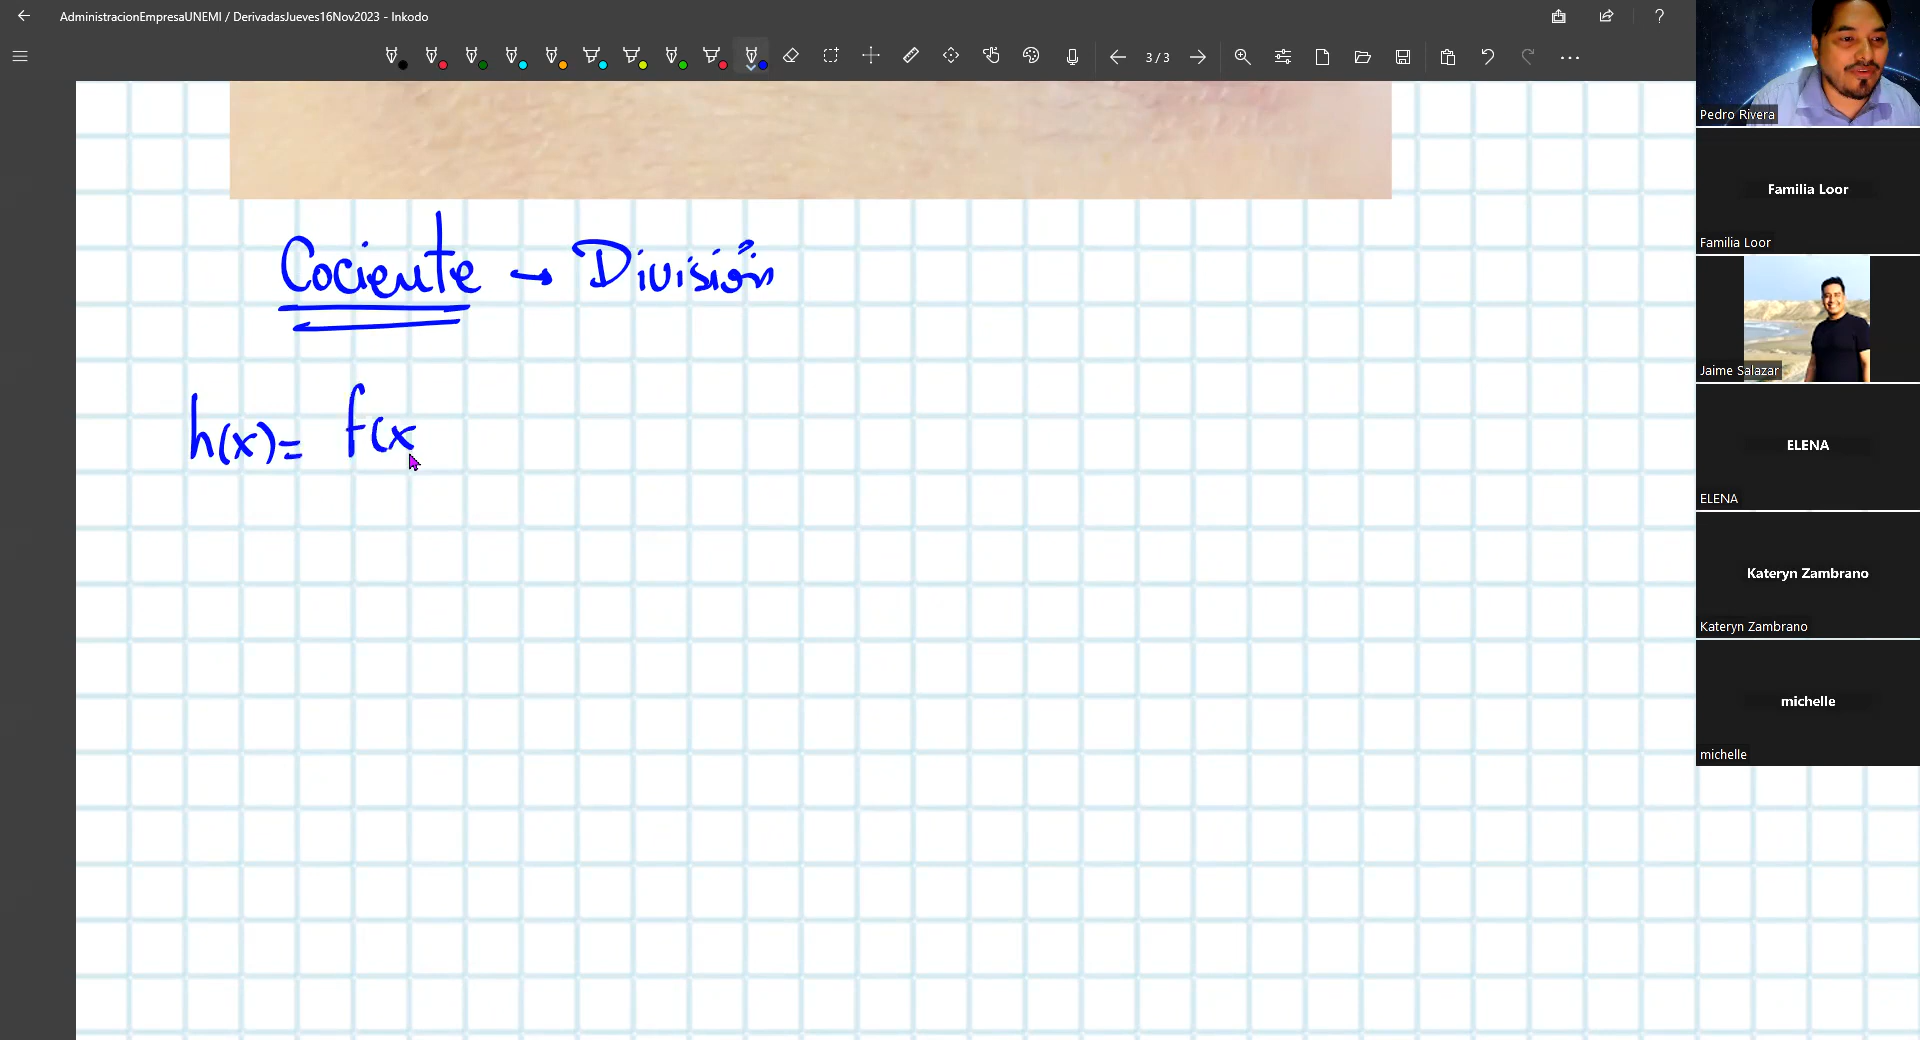 AdministracionEmpresaUNEMI / DerivadasJueves16Nov2023 - Inkodo
?
3 / 3
Pedro Rivera
Familia Loor
Familia Loor
Jaime Salazar
ELENA
ELENA
Kateryn Zambrano
Kateryn Zambrano
michelle
michelle
Cociente → División
h(x)= f(x